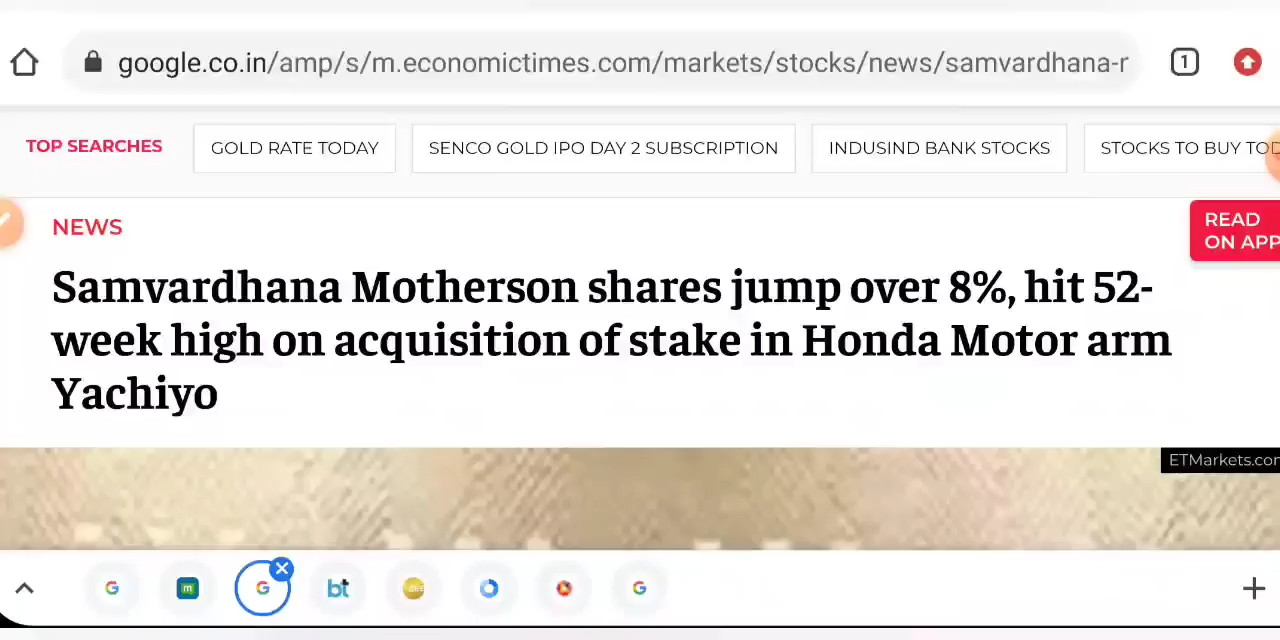 google.co.in/amp/s/m.economictimes.com/markets/stocks/news/samvardhana-r
1
TOP SEARCHES
GOLD RATE TODAY
SENCO GOLD IPO DAY 2 SUBSCRIPTION
INDUSIND BANK STOCKS
STOCKS TO BUY TOD
NEWS
READ
ON APP
Samvardhana Motherson shares jump over 8%, hit 52-
week high on acquisition of stake in Honda Motor arm
Yachiyo
ETMarkets.com
G
m
G
bt
G